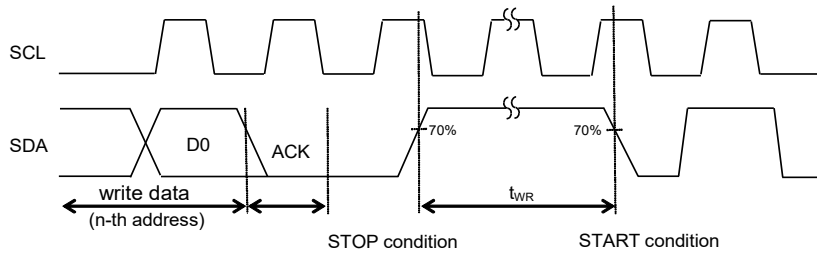 SCL
SDA
D0
ACK
70%
70%
write data
(n-th address)
tWR
STOP condition
START condition